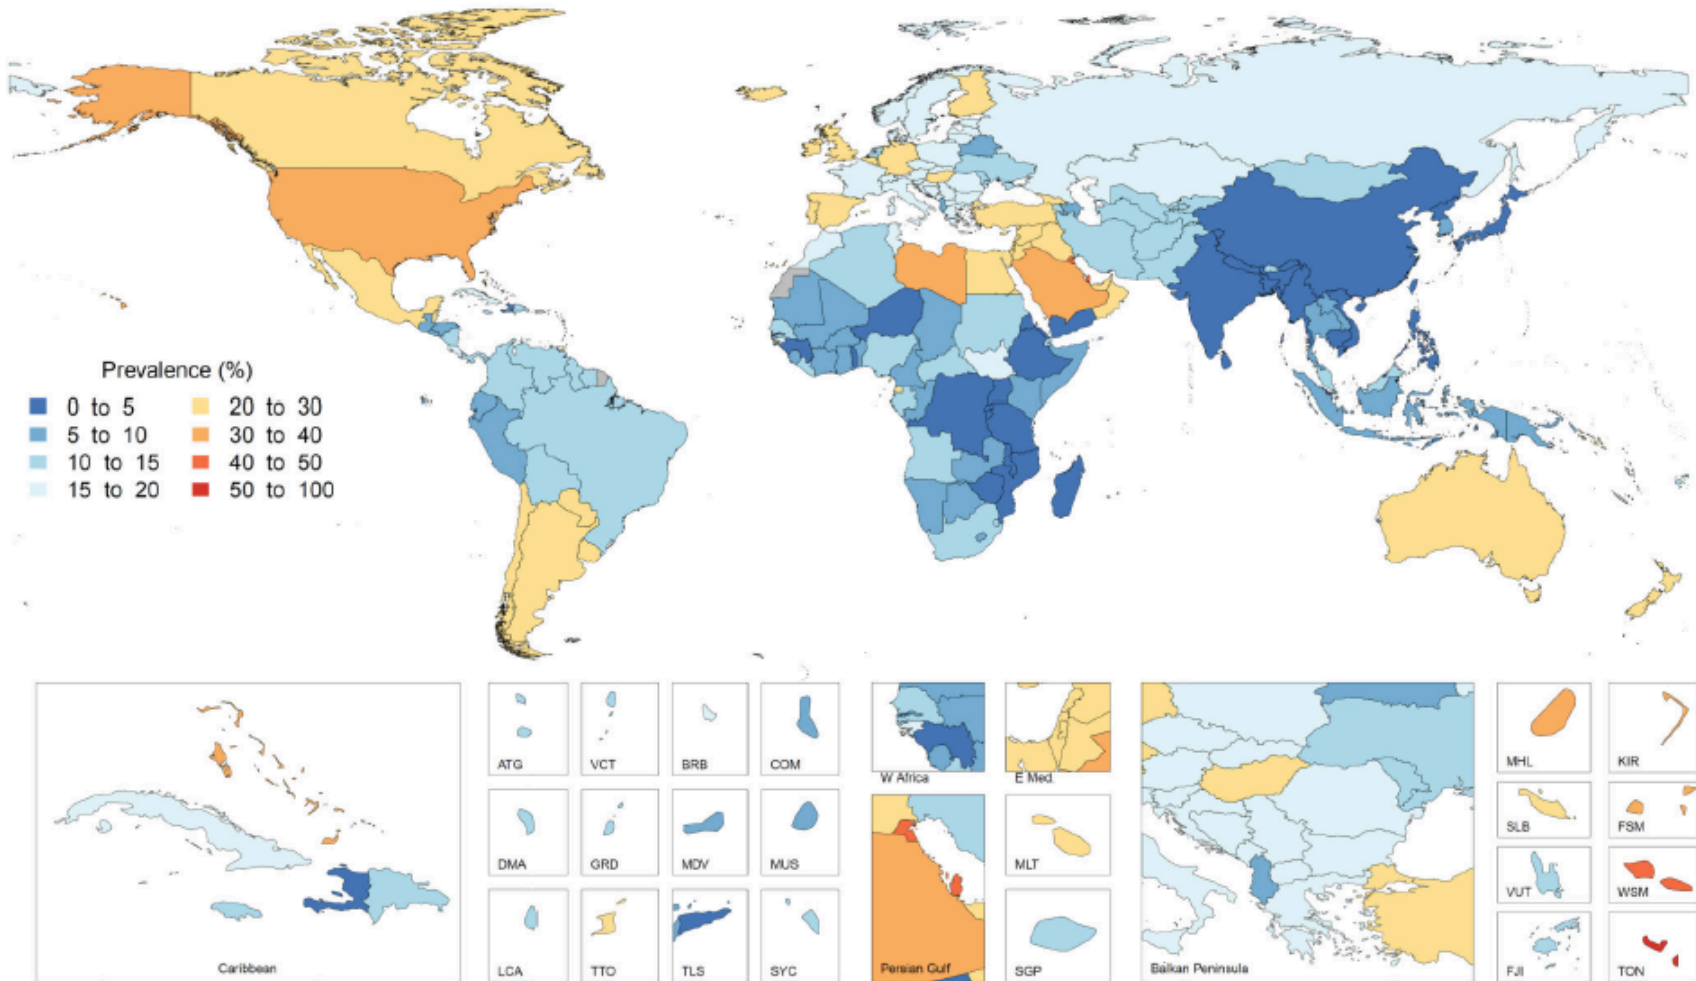 Prevalence (%)
0 to 5
20 to 30
5 to 10
30 to 40
10 to 15
40 to 50
15 to 20
50 to 100
Caribbean
ATG
VCT
BRB
COM
DMA
GRD
MDV
MUS
LCA
TTO
TLS
SYC
W Africa
E Med.
Persian Gulf
MLT
SGP
Balkan Peninsula
MHL
KIR
SLB
FSM
VUT
WSM
FJI
TON